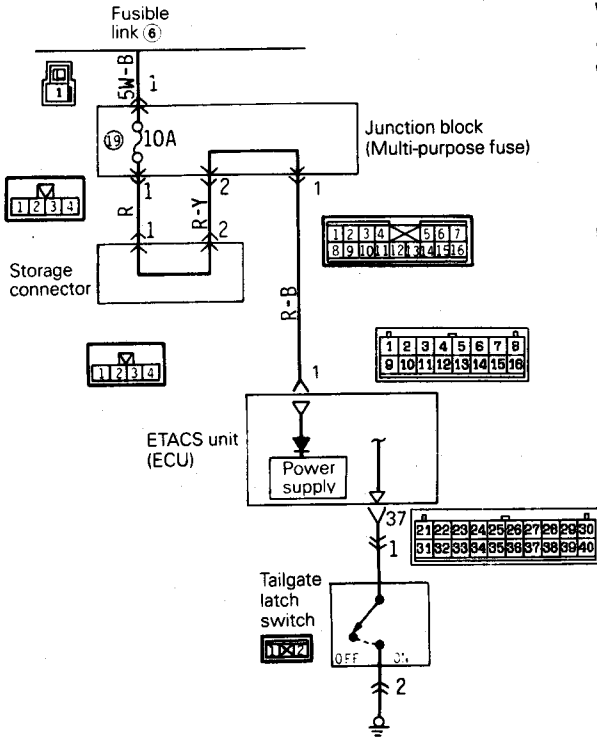 Fusible
link ⑥
5W-B
1
1
⑲ 10A
Junction block
(Multi-purpose fuse)
1
2
1
1 2 3 4
R
R-Y
1
2
1 2 3 4 5 6 7
8 9 10 11 12 13 14 15 16
Storage
connector
R-B
1 2 3 4 5 6 7 8
9 10 11 12 13 14 15 16
1 2 3 4
1
ETACS unit
(ECU)
Power
supply
37
21 22 23 24 25 26 27 28 29 30
31 32 33 34 35 36 37 38 39 40
1
Tailgate
latch
switch
1 2
OFF ON
2